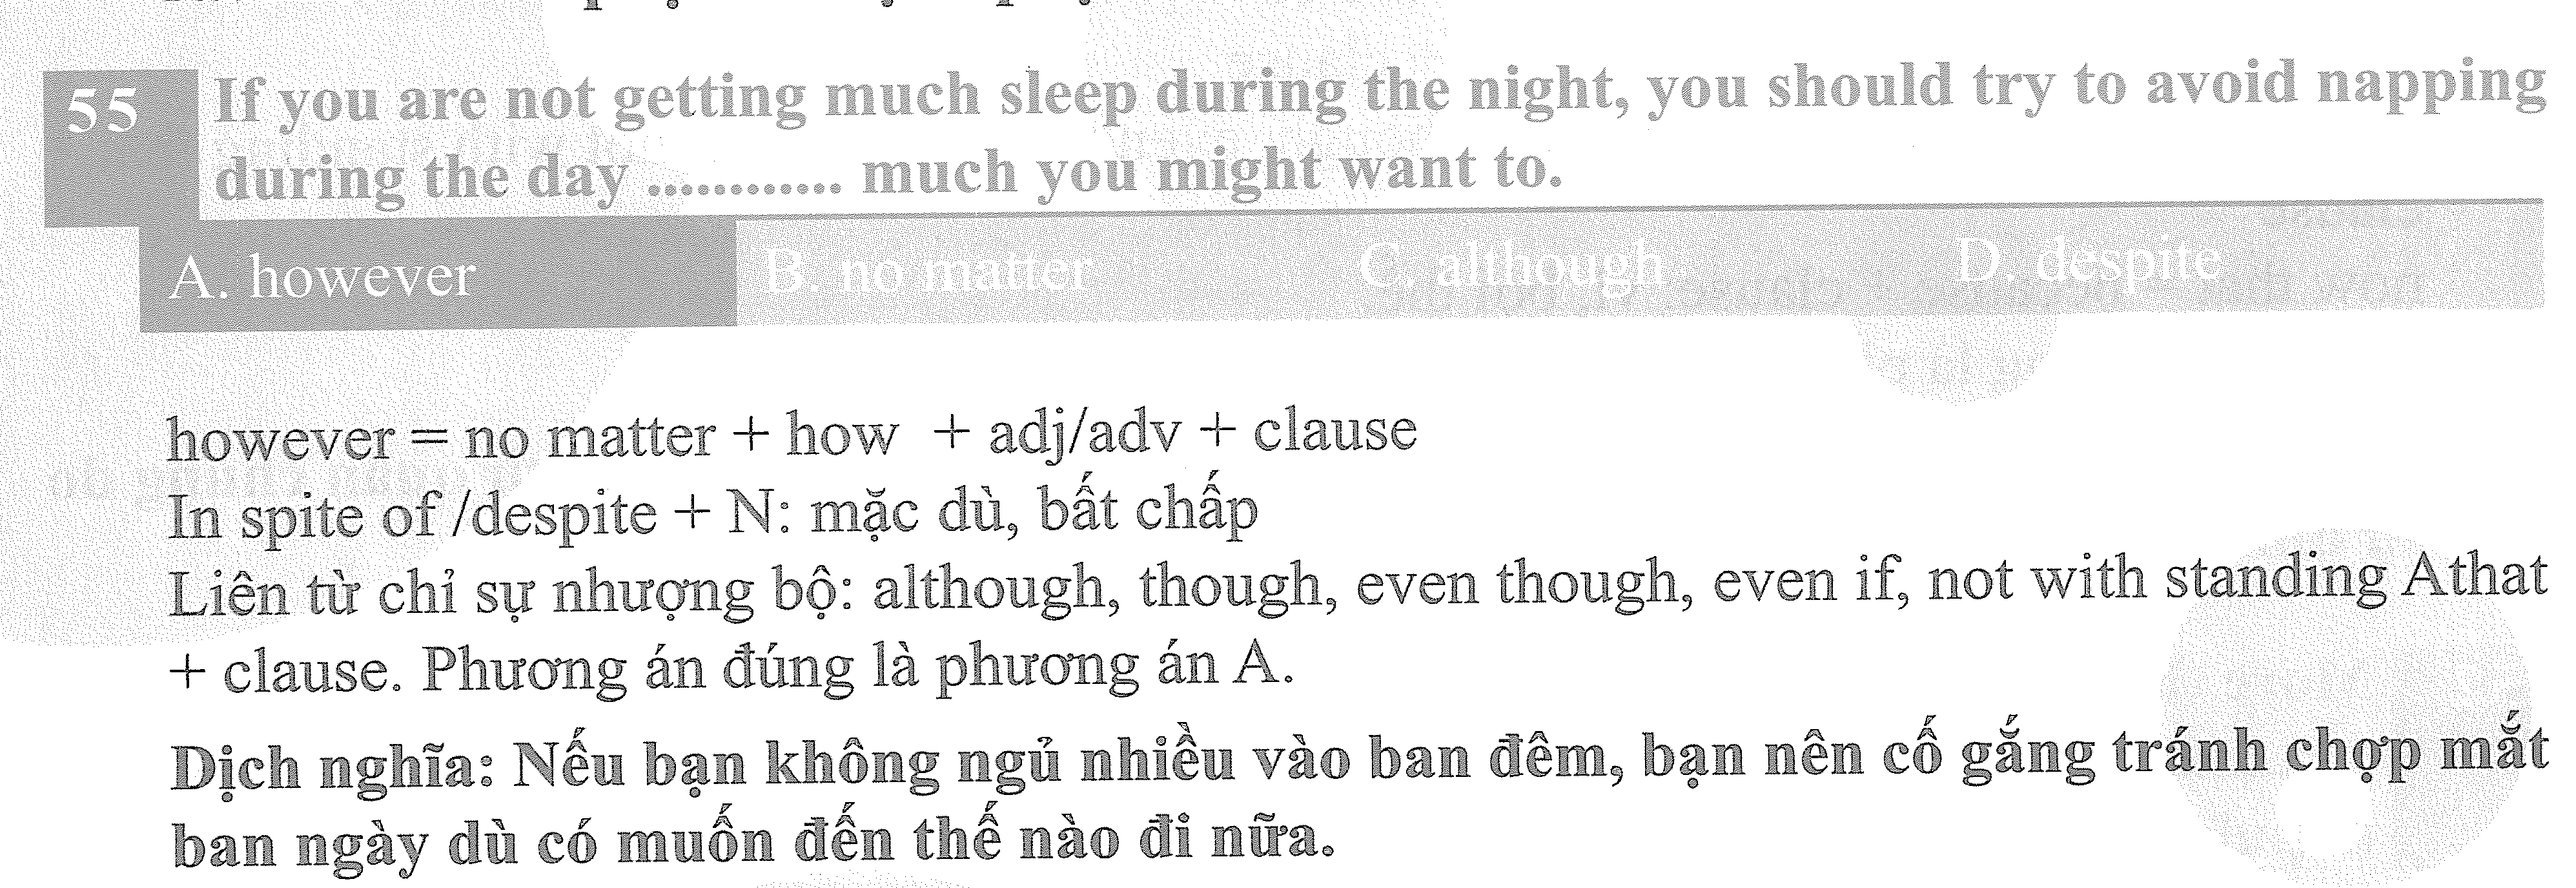 55 If you are not getting much sleep during the night, you should try to avoid napping
during the day ............ much you might want to.
A. however B. no matter C. although D. despite
however = no matter + how + adj/adv + clause
In spite of /despite + N: mặc dù, bất chấp
Liên từ chỉ sự nhượng bộ: although, though, even though, even if, not with standing Athat
+ clause. Phương án đúng là phương án A.
Dịch nghĩa: Nếu bạn không ngủ nhiều vào ban đêm, bạn nên cố gắng tránh chợp mắt
ban ngày dù có muốn đến thế nào đi nữa.